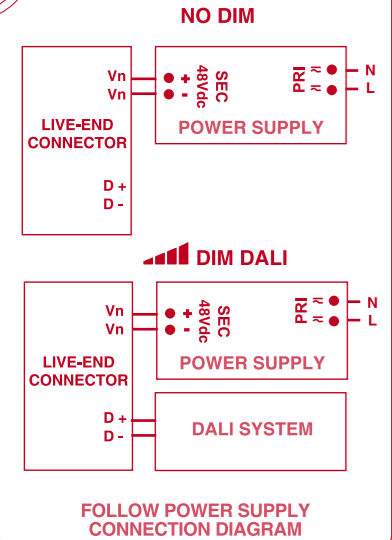 NO DIM
Vn
Vn
LIVE-END
CONNECTOR
D +
D -
+
-
SEC
48Vdc
POWER SUPPLY
PRI
≂
≂
N
L
DIM DALI
Vn
Vn
LIVE-END
CONNECTOR
D +
D -
+
-
SEC
48Vdc
POWER SUPPLY
PRI
≂
≂
N
L
DALI SYSTEM
FOLLOW POWER SUPPLY
CONNECTION DIAGRAM